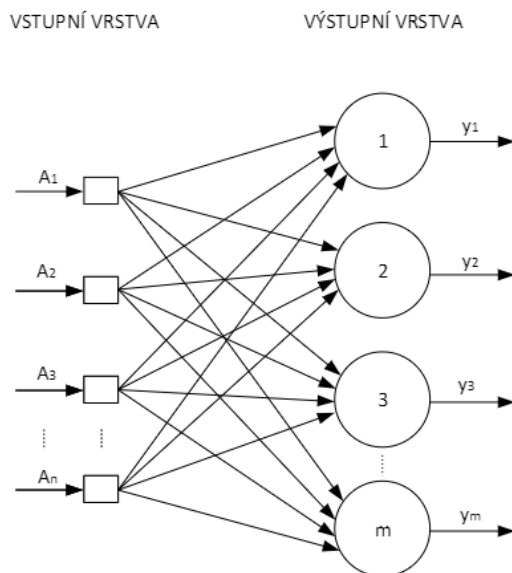 VSTUPNÍ VRSTVA
VÝSTUPNÍ VRSTVA
A1
A2
A3
An
1
2
3
m
y1
y2
y3
ym